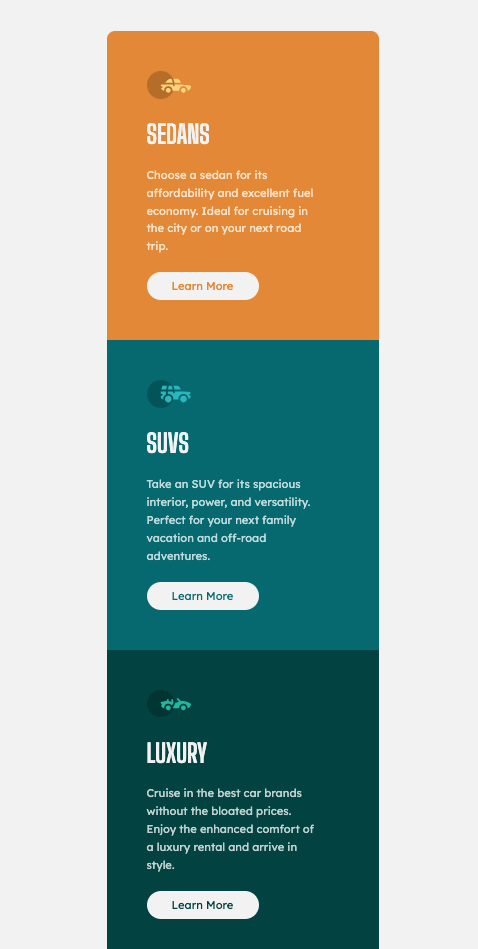 SEDANS
Choose a sedan for its
affordability and excellent fuel
economy. Ideal for cruising in
the city or on your next road
trip.
Learn More
SUVS
Take an SUV for its spacious
interior, power, and versatility.
Perfect for your next family
vacation and off-road
adventures.
Learn More
LUXURY
Cruise in the best car brands
without the bloated prices.
Enjoy the enhanced comfort of
a luxury rental and arrive in
style.
Learn More